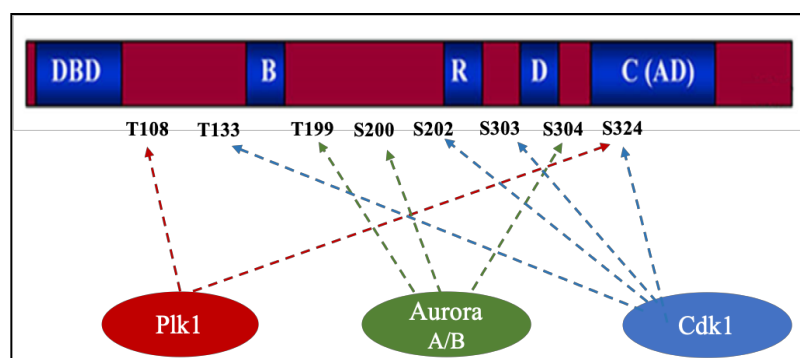 DBD B R D C (AD)
T108 T133 T199 S200 S202 S303 S304 S324
Plk1 Aurora A/B Cdk1